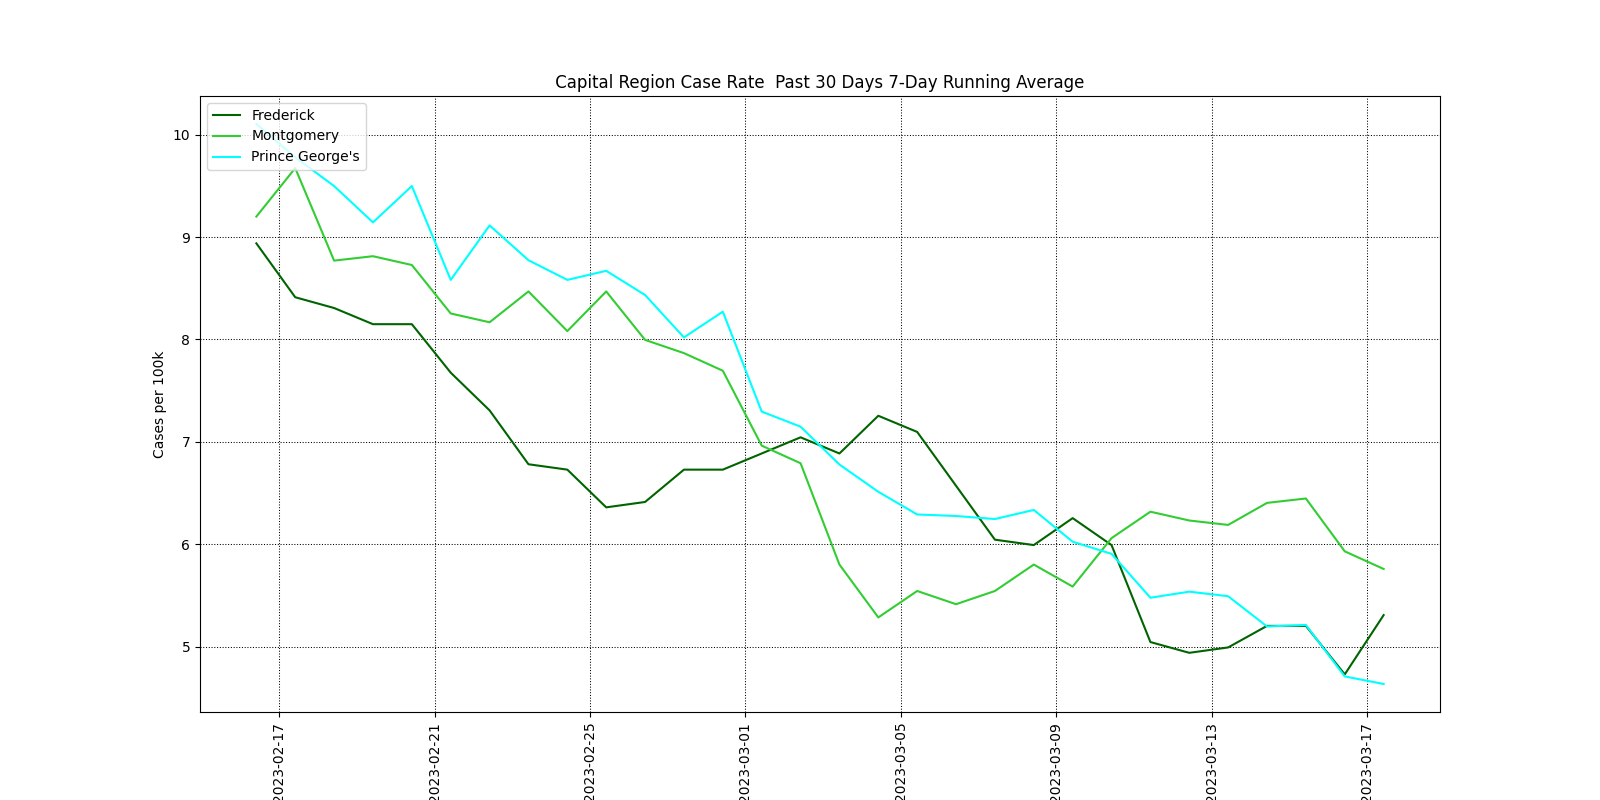 Capital Region Case Rate  Past 30 Days 7-Day Running Average
Frederick
Montgomery
Prince George's
Cases per 100k
10
9
8
7
6
5
2023-02-17
2023-02-21
2023-02-25
2023-03-01
2023-03-05
2023-03-09
2023-03-13
2023-03-17